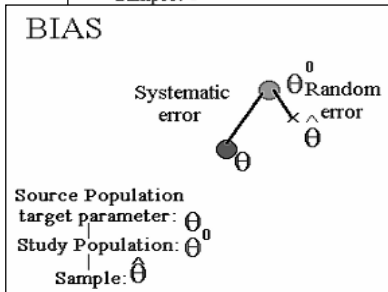 BIAS
Systematic
error
θ⁰
Random
error
θ̂
θ
Source Population
target parameter: θ
Study Population: θ⁰
Sample: θ̂